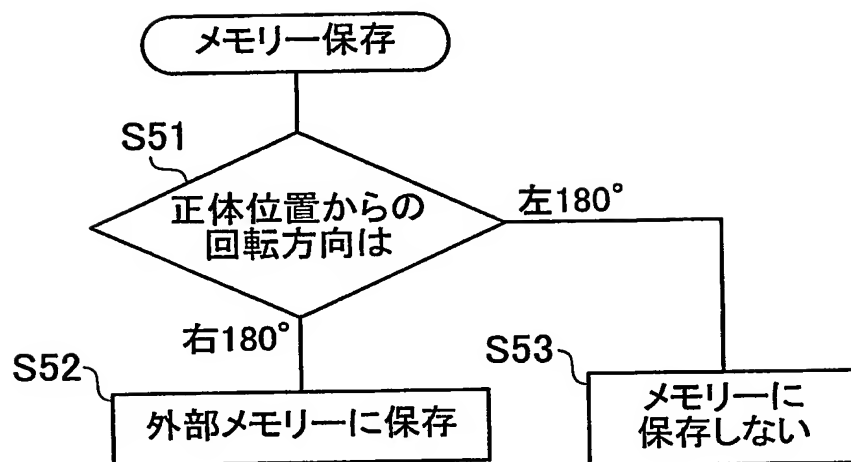 メモリー保存
S51
正体位置からの
回転方向は
左180°
右180°
S52
外部メモリーに保存
S53
メモリーに
保存しない